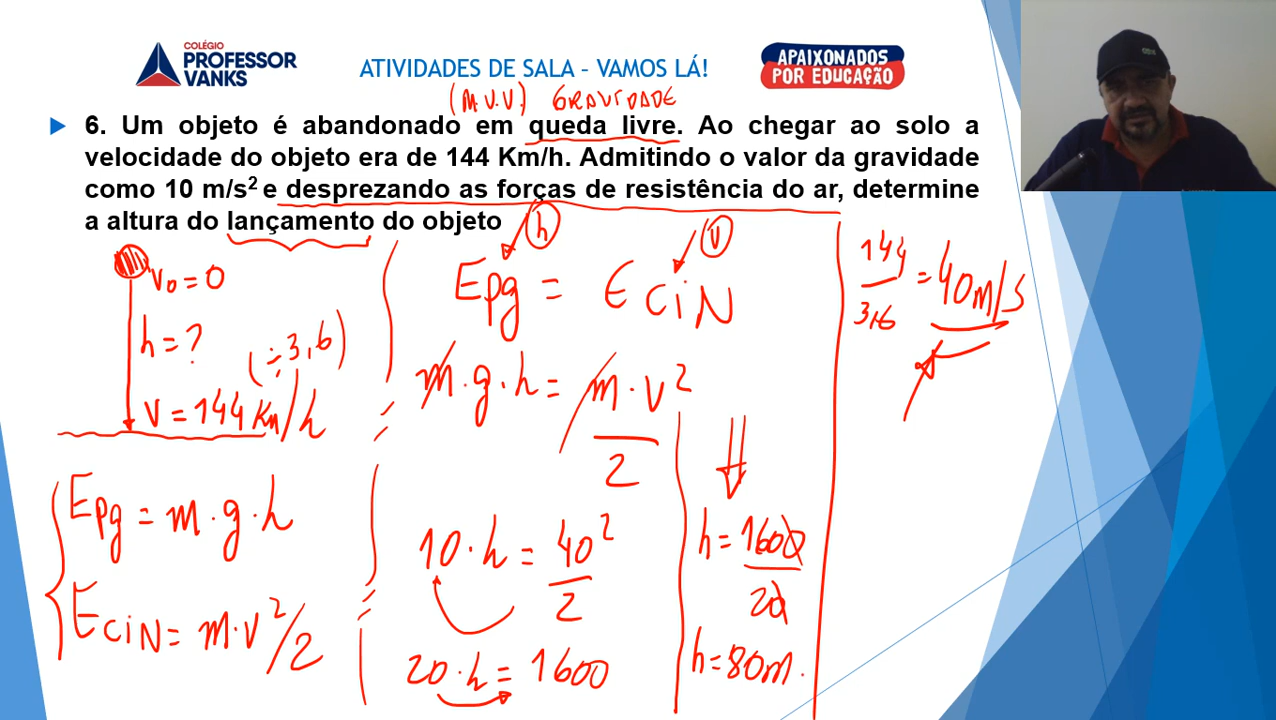 COLÉGIO
PROFESSOR
VANKS
ATIVIDADES DE SALA – VAMOS LÁ!
APAIXONADOS
POR EDUCAÇÃO
(M.U.V) GRAVIDADE
6. Um objeto é abandonado em queda livre. Ao chegar ao solo a
velocidade do objeto era de 144 Km/h. Admitindo o valor da gravidade
como 10 m/s² e desprezando as forças de resistência do ar, determine
a altura do lançamento do objeto
V₀ = 0
h = ?
(÷3,6)
V = 144 Km/h
Epg = m.g.h
ECiN = m.v²/2
h
V
Epg = ECiN
m.g.h = m.v²
2
10.h = 40²
2
20.h = 1600
h = 1600
20
h = 80m.
144
3,6
= 40m/s